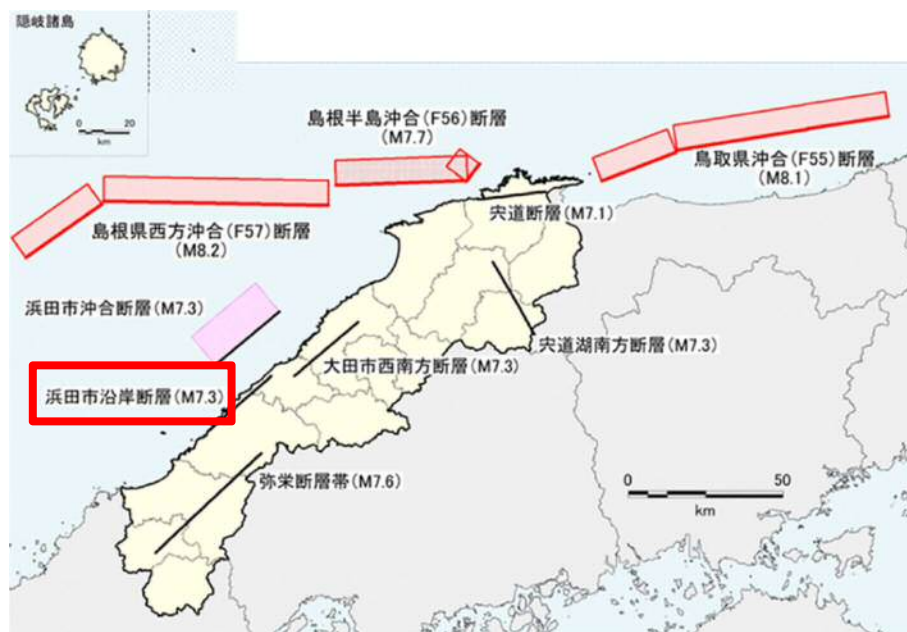 隠岐諸島
0 20
km
島根半島沖合(F56)断層
(M7.7)
鳥取県沖合(F55)断層
(M8.1)
宍道断層(M7.1)
島根県西方沖合(F57)断層
(M8.2)
浜田市沖合断層(M7.3)
宍道湖南方断層(M7.3)
大田市西南方断層(M7.3)
浜田市沿岸断層(M7.3)
弥栄断層帯(M7.6)
0 50
km